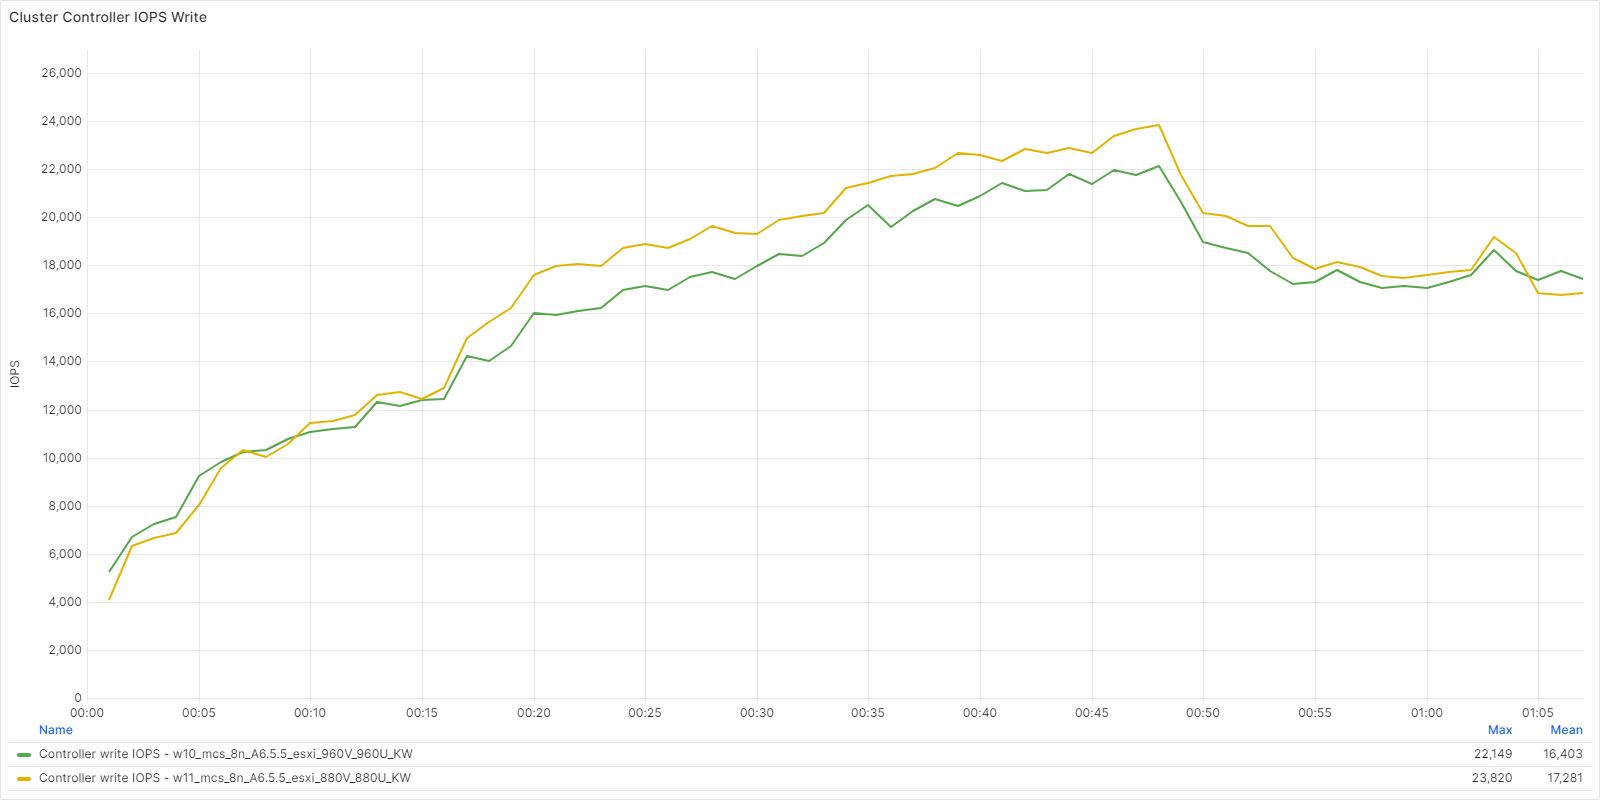 Cluster Controller IOPS Write
26,000
24,000
22,000
20,000
18,000
16,000
14,000
12,000
10,000
8,000
6,000
4,000
2,000
0
IOPS
00:00 00:05 00:10 00:15 00:20 00:25 00:30 00:35 00:40 00:45 00:50 00:55 01:00 01:05
Name Max Mean
Controller write IOPS - w10_mcs_8n_A6.5.5_esxi_960V_960U_KW 22,149 16,403
Controller write IOPS - w11_mcs_8n_A6.5.5_esxi_880V_880U_KW 23,820 17,281